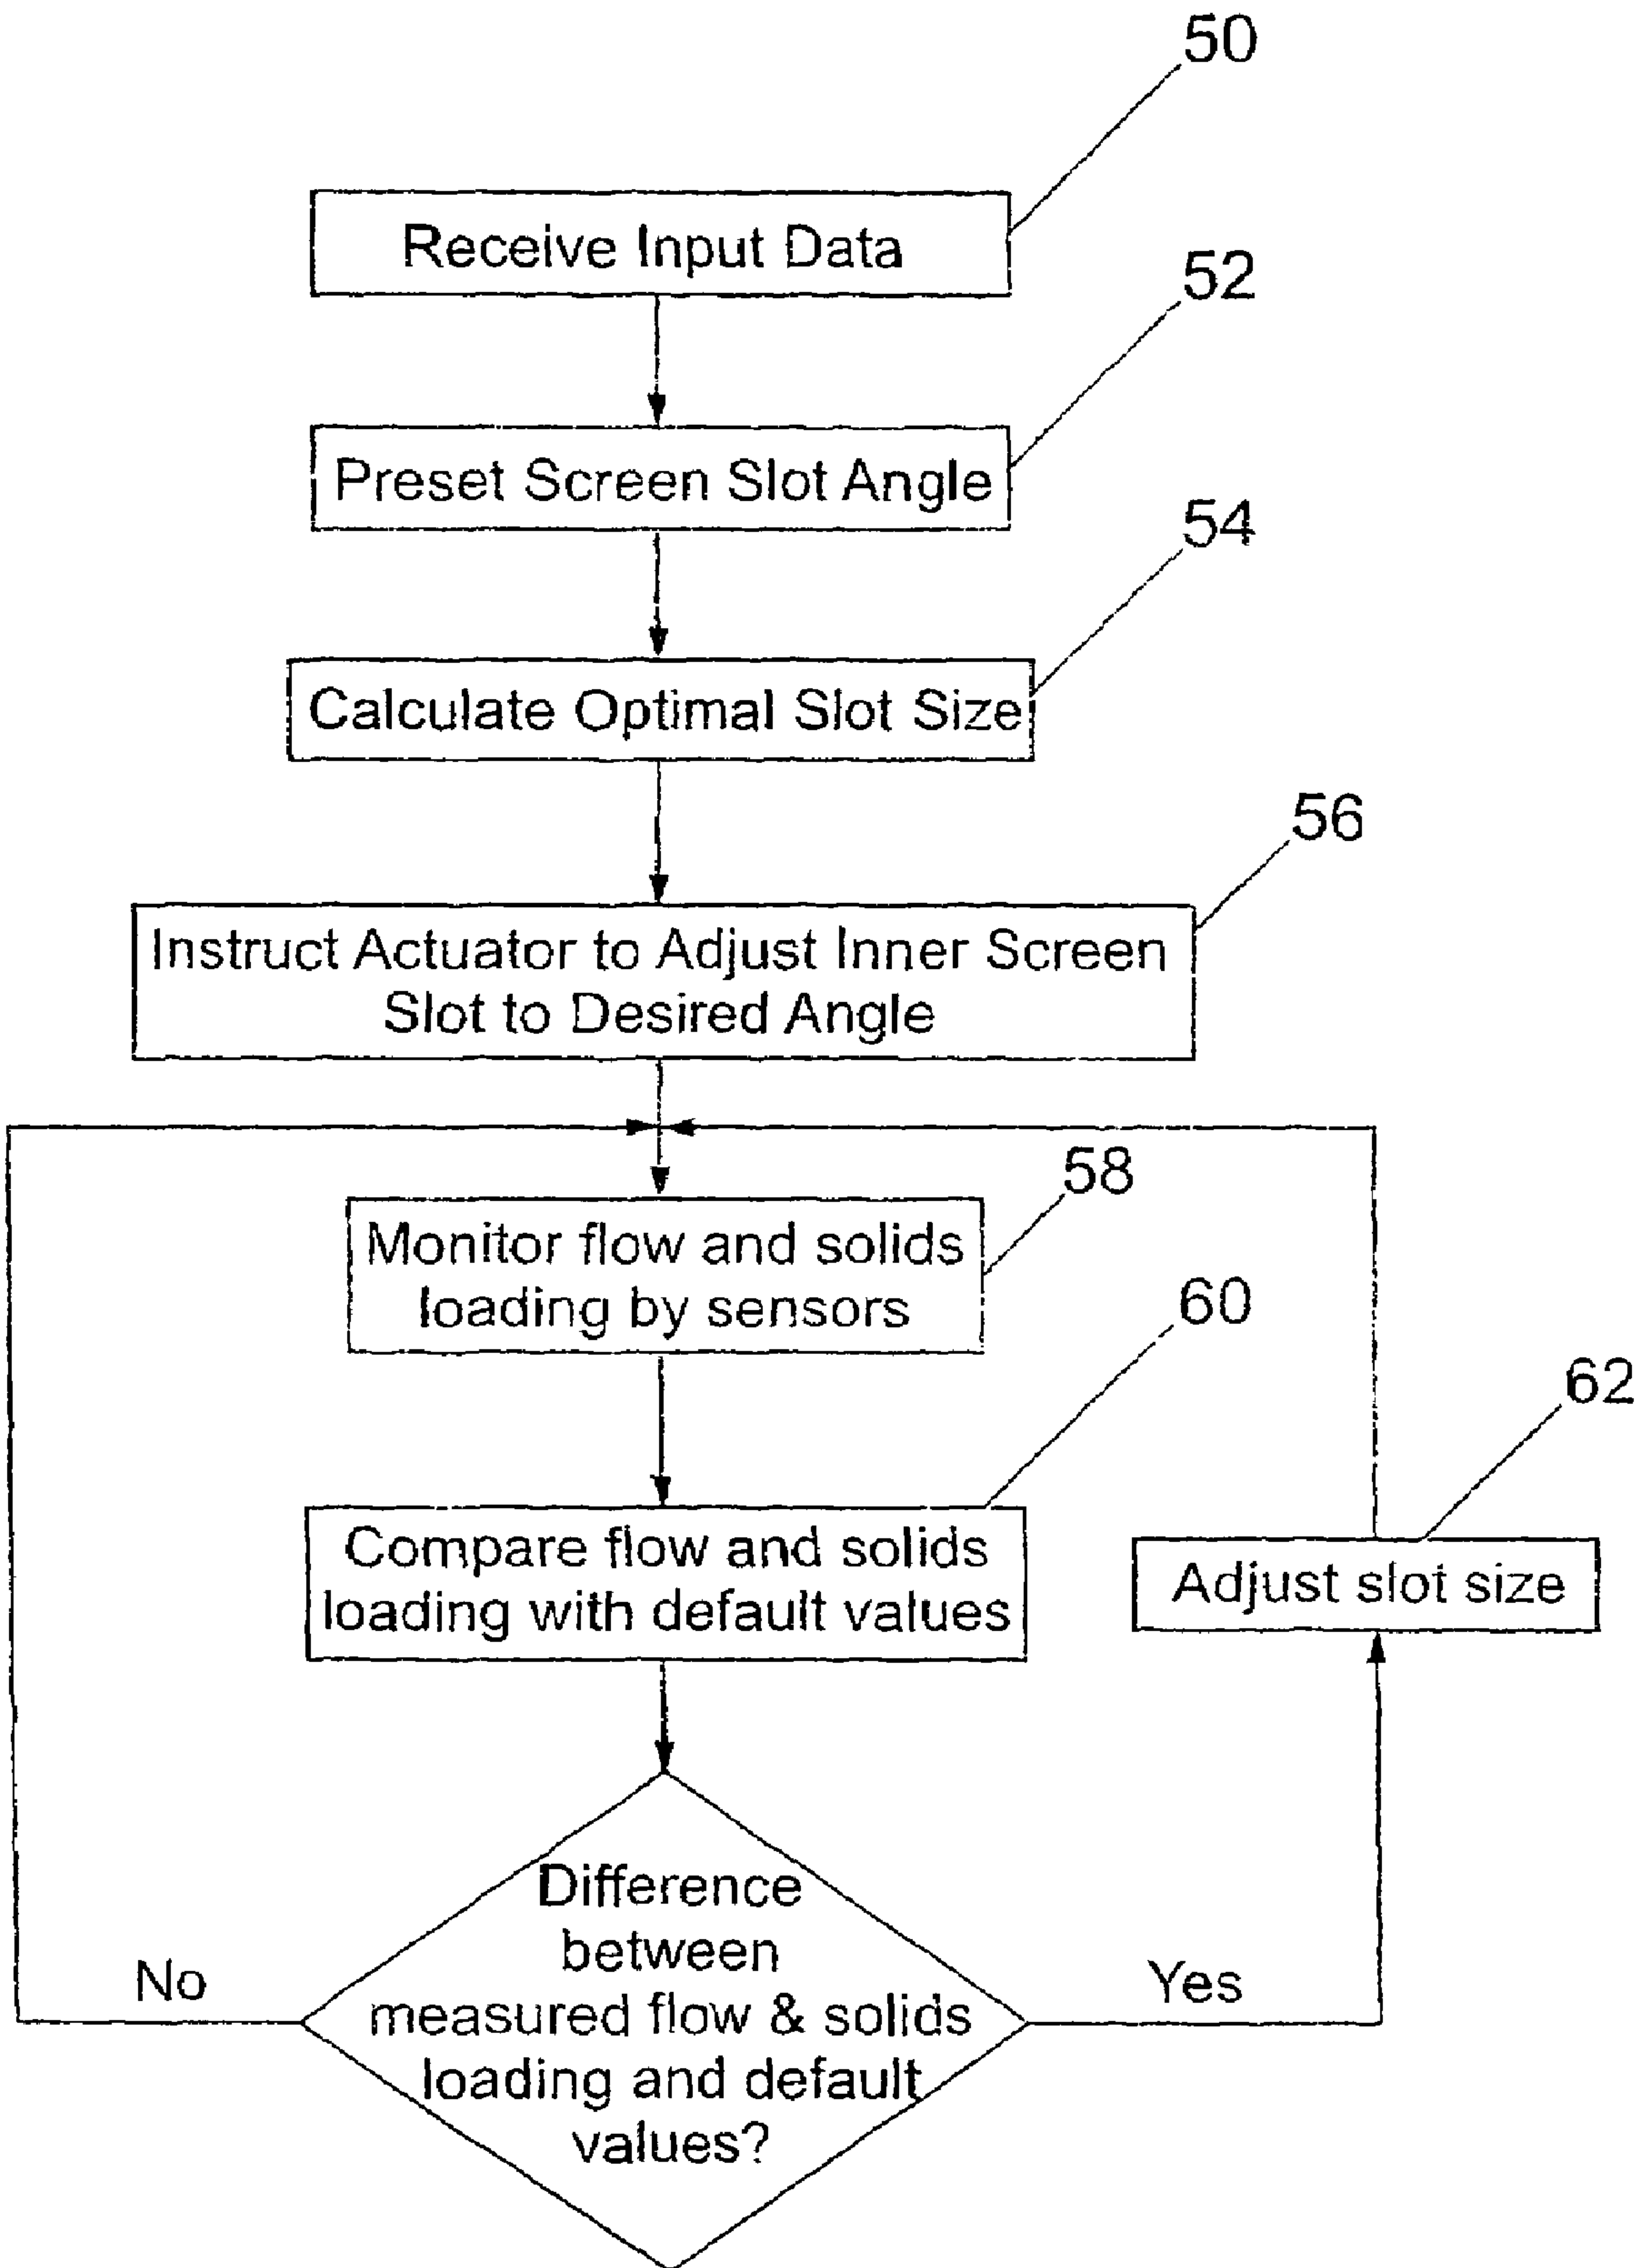 50
Receive Input Data
52
Preset Screen Slot Angle
54
Calculate Optimal Slot Size
56
Instruct Actuator to Adjust Inner Screen
Slot to Desired Angle
58
Monitor flow and solids
loading by sensors
60
Compare flow and solids
loading with default values
62
Adjust slot size
Difference
between
measured flow & solids
loading and default
values?
No
Yes